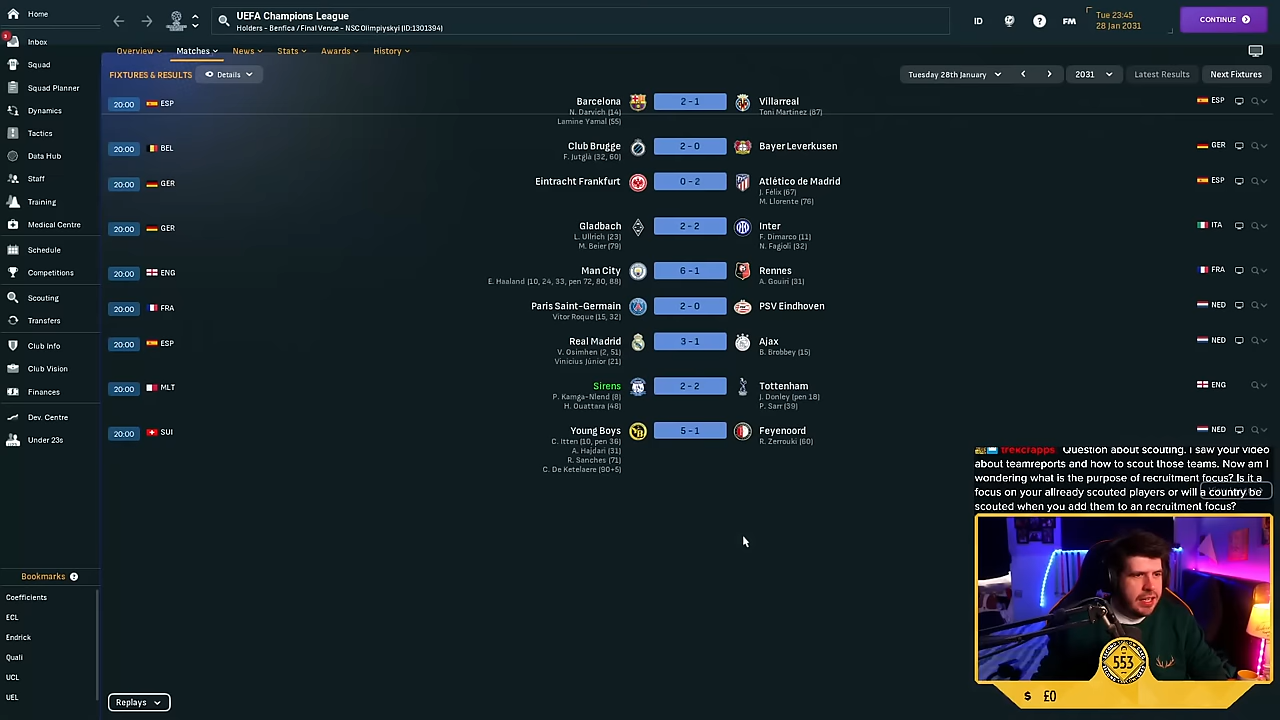 Home
UEFA Champions League
Holders - Benfica / Final Venue - NSC Olimpiyskyi (ID:1301394)
ID
?
FM
Tue 23:45
28 Jan 2031
CONTINUE
3
Inbox
Squad
Squad Planner
Dynamics
Tactics
Data Hub
Staff
Training
Medical Centre
Schedule
Competitions
Scouting
Transfers
Club Info
Club Vision
Finances
Dev. Centre
Under 23s
Bookmarks
Coefficients
ECL
Endrick
Quali
UCL
UEL
Overview
Matches
News
Stats
Awards
History
FIXTURES & RESULTS
Details
Tuesday 28th January
2031
Latest Results
Next Fixtures
20:00 ESP Barcelona 2 - 1 Villarreal ESP
N. Darvich (14) Toni Martínez (87)
Lamine Yamal (55)
20:00 BEL Club Brugge 2 - 0 Bayer Leverkusen GER
F. Jutglà (32, 60)
20:00 GER Eintracht Frankfurt 0 - 2 Atlético de Madrid ESP
J. Félix (67)
M. Llorente (76)
20:00 GER Gladbach 2 - 2 Inter ITA
L. Ullrich (23) F. Dimarco (11)
M. Beier (79) N. Fagioli (32)
20:00 ENG Man City 6 - 1 Rennes FRA
E. Haaland (10, 24, 33, pen 72, 80, 88) A. Gouiri (31)
20:00 FRA Paris Saint-Germain 2 - 0 PSV Eindhoven NED
Vitor Roque (15, 32)
20:00 ESP Real Madrid 3 - 1 Ajax NED
V. Osimhen (2, 51) B. Brobbey (15)
Vinícius Júnior (21)
20:00 MLT Sirens 2 - 2 Tottenham ENG
P. Kamga-Nlend (8) J. Donley (pen 18)
H. Ouattara (48) P. Sarr (39)
20:00 SUI Young Boys 5 - 1 Feyenoord NED
C. Itten (10, pen 36) R. Zerrouki (60)
A. Hajdari (31)
R. Sanches (71)
C. De Ketelaere (90+5)
trekcrapps Question about scouting. I saw your video
about teamreports and how to scout those teams. Now am I
wondering what is the purpose of recruitment focus? Is it a
focus on your allready scouted players or will a country be
scouted when you add them to an recruitment focus?
553
$ £0
Replays